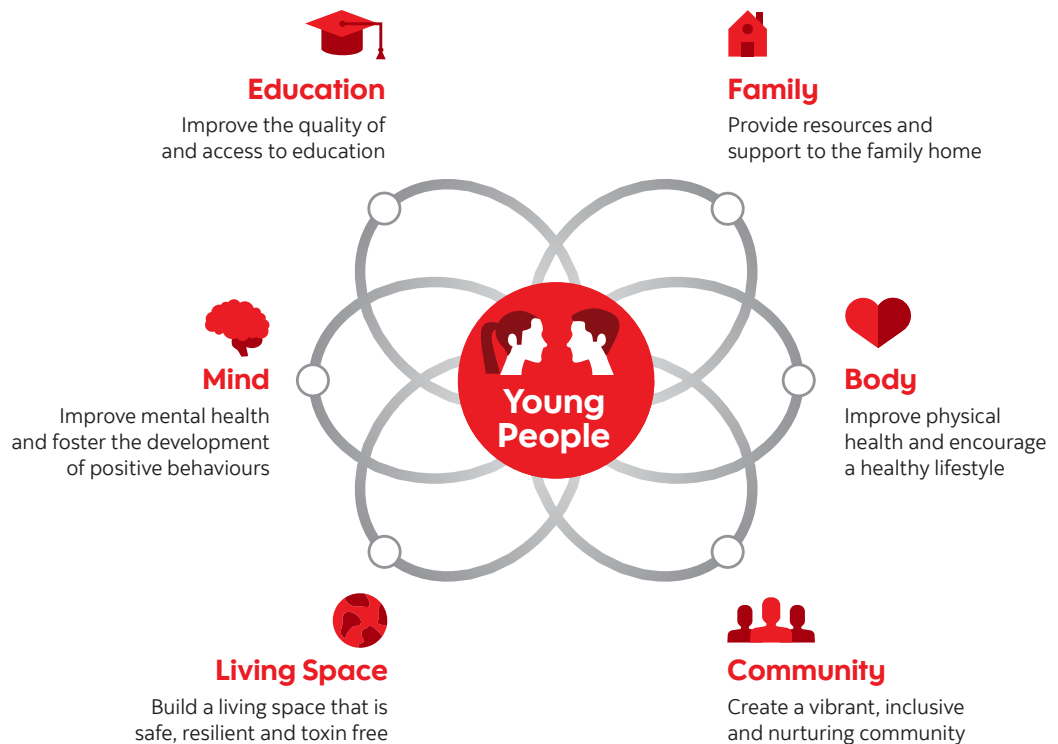 Education
Improve the quality of
and access to education
Family
Provide resources and
support to the family home
Mind
Improve mental health
and foster the development
of positive behaviours
Young
People
Body
Improve physical
health and encourage
a healthy lifestyle
Living Space
Build a living space that is
safe, resilient and toxin free
Community
Create a vibrant, inclusive
and nurturing community